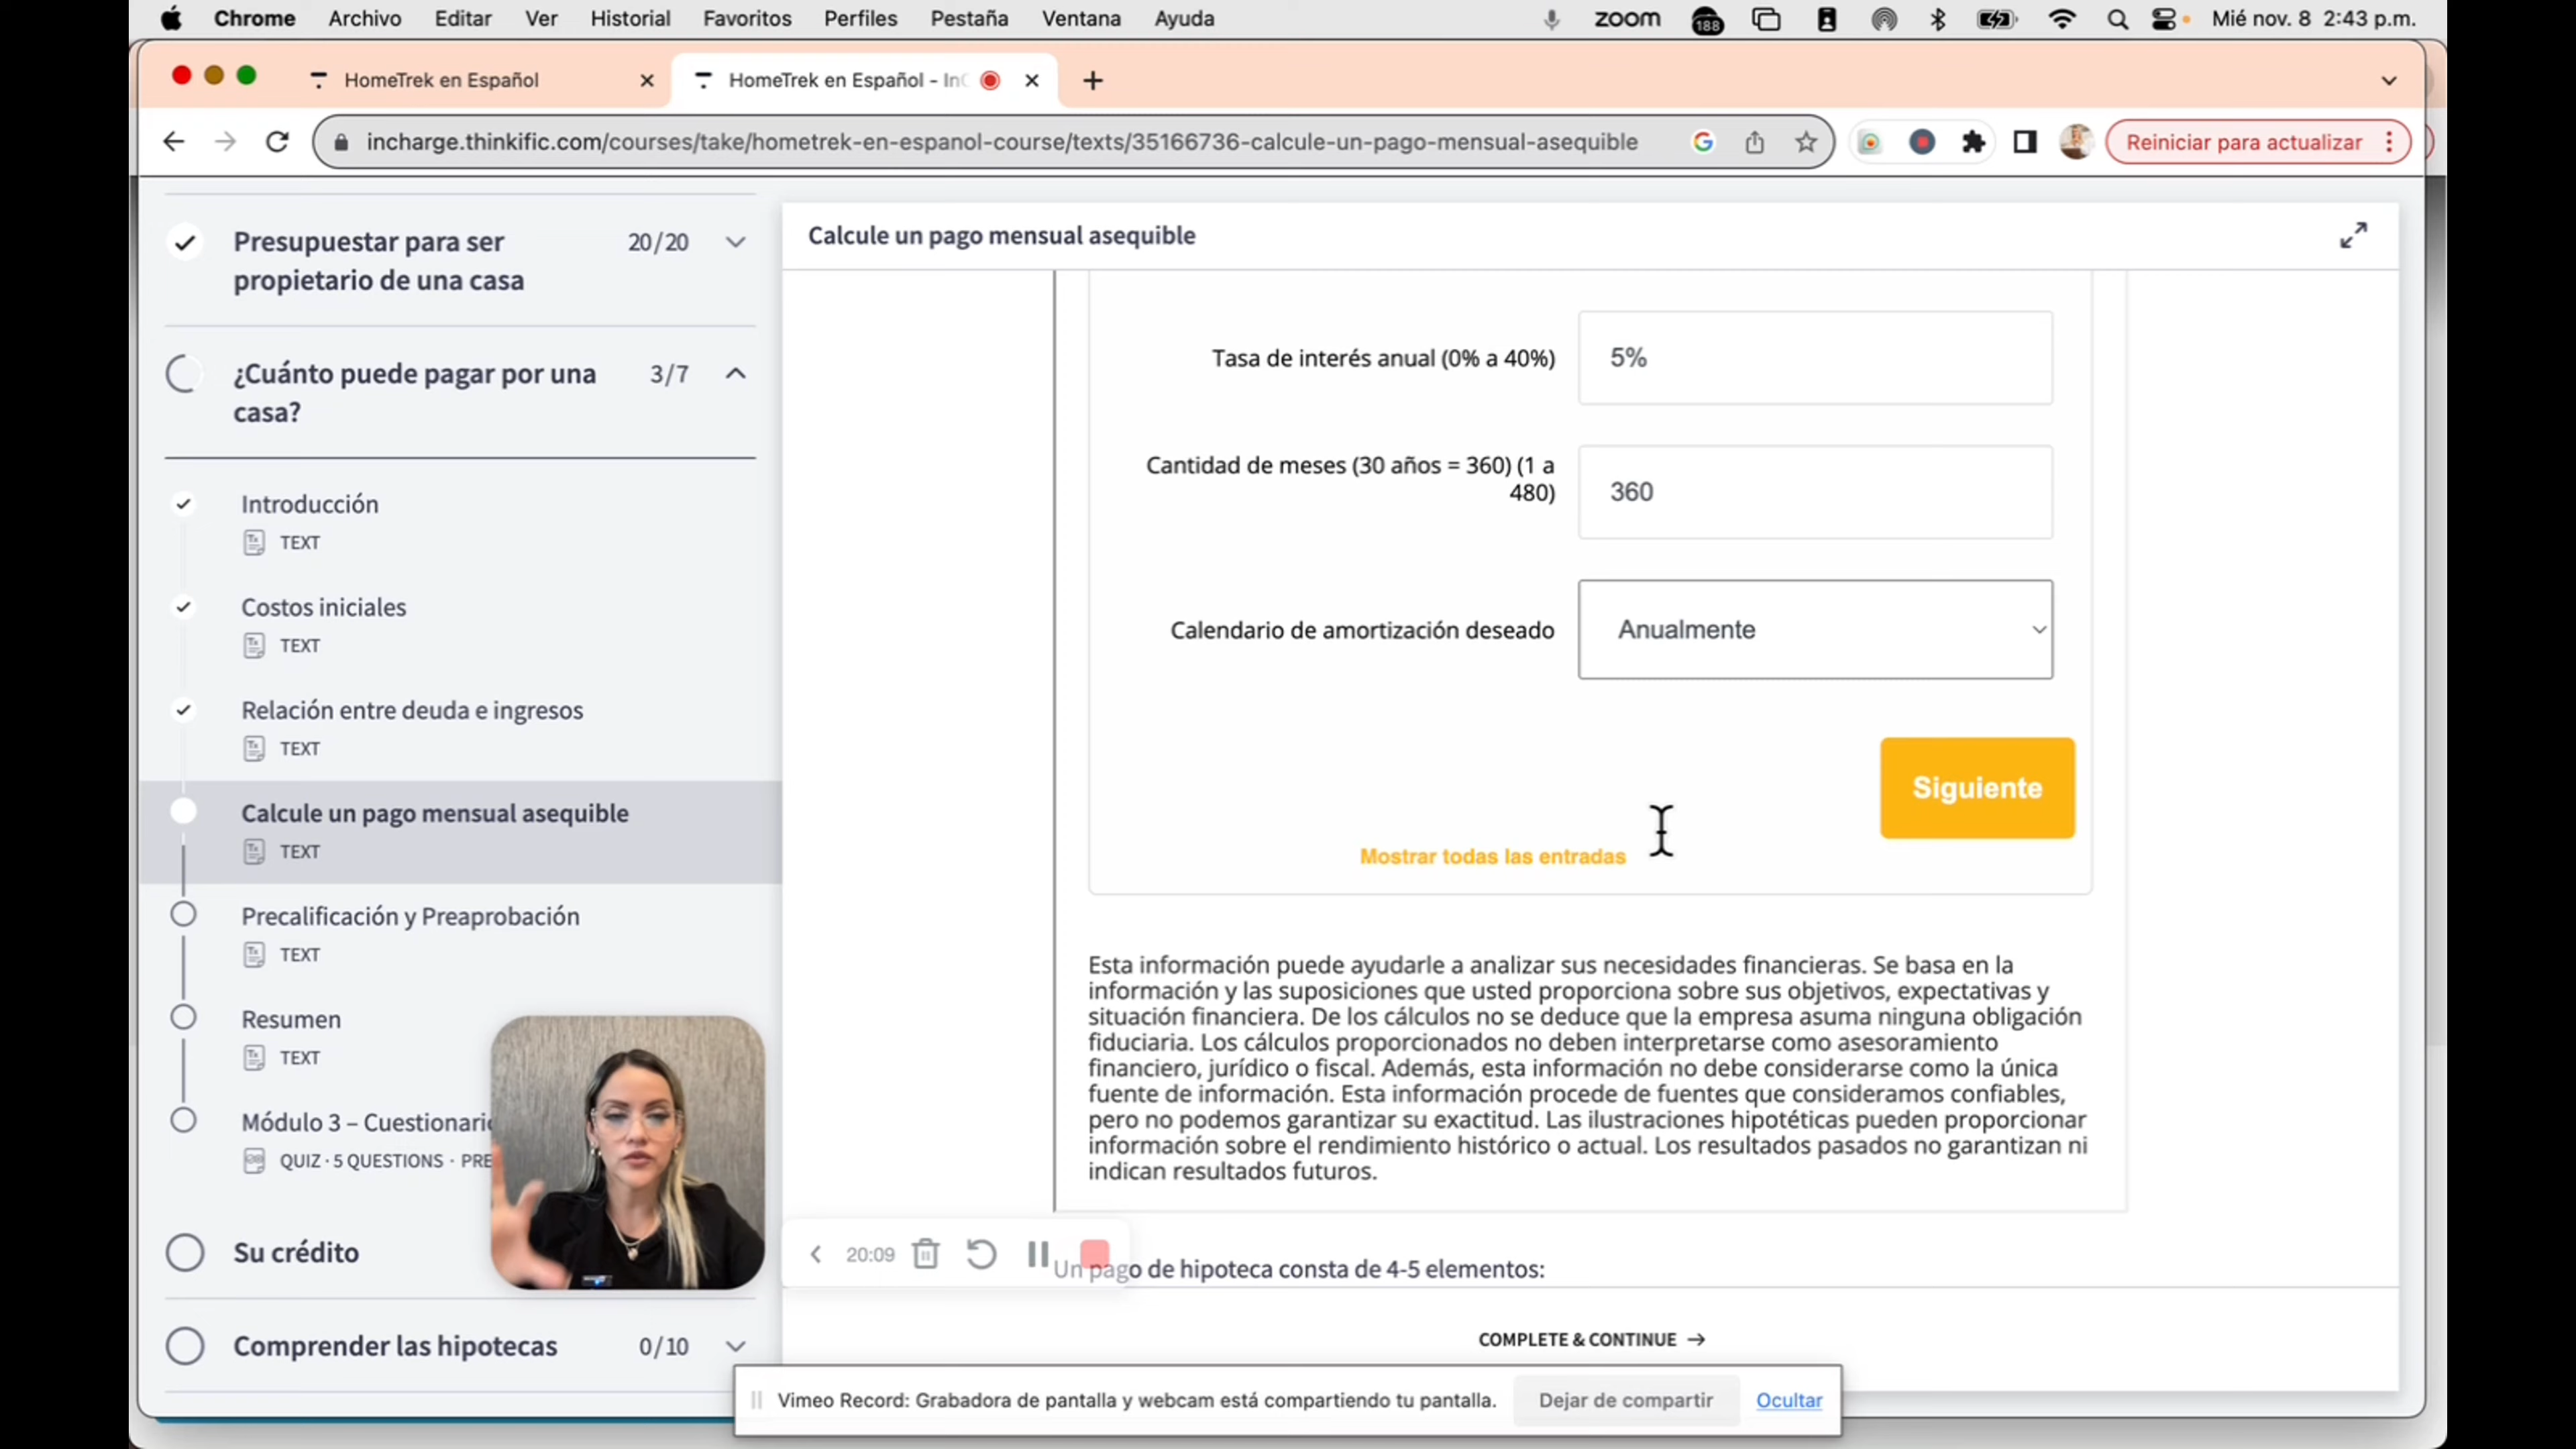 Chrome Archivo Editar Ver Historial Favoritos Perfiles Pestaña Ventana Ayuda
zoom 188 Mié nov. 8 2:43 p.m.
HomeTrek en Español
HomeTrek en Español - In
incharge.thinkific.com/courses/take/hometrek-en-espanol-course/texts/35166736-calcule-un-pago-mensual-asequible
Reiniciar para actualizar
Presupuestar para ser
propietario de una casa
20/20
¿Cuánto puede pagar por una
casa?
3/7
Introducción
TEXT
Costos iniciales
TEXT
Relación entre deuda e ingresos
TEXT
Calcule un pago mensual asequible
TEXT
Precalificación y Preaprobación
TEXT
Resumen
TEXT
Módulo 3 – Cuestionario
QUIZ · 5 QUESTIONS · PRE
Su crédito
Comprender las hipotecas
0/10
Calcule un pago mensual asequible
Tasa de interés anual (0% a 40%)
5%
Cantidad de meses (30 años = 360) (1 a
480)
360
Calendario de amortización deseado
Anualmente
Siguiente
Mostrar todas las entradas
Esta información puede ayudarle a analizar sus necesidades financieras. Se basa en la
información y las suposiciones que usted proporciona sobre sus objetivos, expectativas y
situación financiera. De los cálculos no se deduce que la empresa asuma ninguna obligación
fiduciaria. Los cálculos proporcionados no deben interpretarse como asesoramiento
financiero, jurídico o fiscal. Además, esta información no debe considerarse como la única
fuente de información. Esta información procede de fuentes que consideramos confiables,
pero no podemos garantizar su exactitud. Las ilustraciones hipotéticas pueden proporcionar
información sobre el rendimiento histórico o actual. Los resultados pasados no garantizan ni
indican resultados futuros.
20:09
Un pago de hipoteca consta de 4-5 elementos:
COMPLETE & CONTINUE →
Vimeo Record: Grabadora de pantalla y webcam está compartiendo tu pantalla.
Dejar de compartir
Ocultar